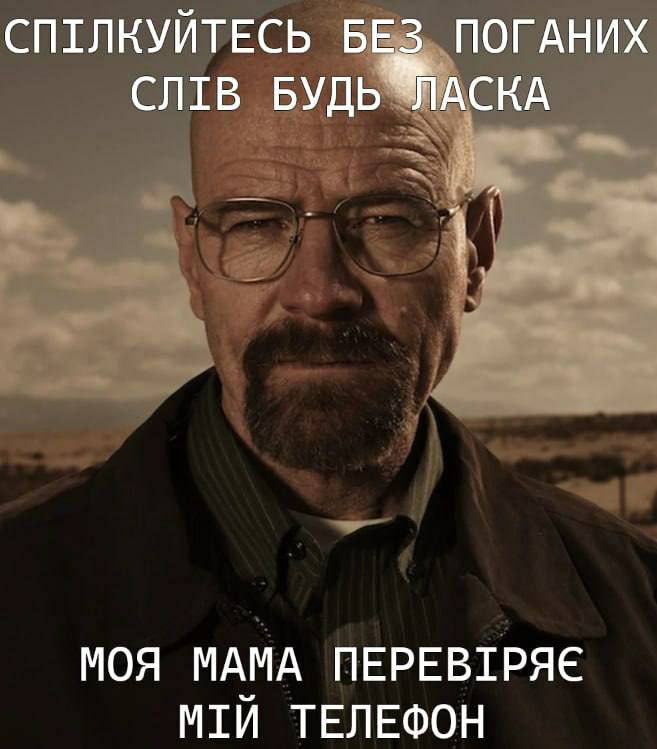 СПІЛКУЙТЕСЬ БЕЗ ПОГАНИХ
СЛІВ БУДЬ ЛАСКА
МОЯ МАМА ПЕРЕВІРЯЄ
МІЙ ТЕЛЕФОН